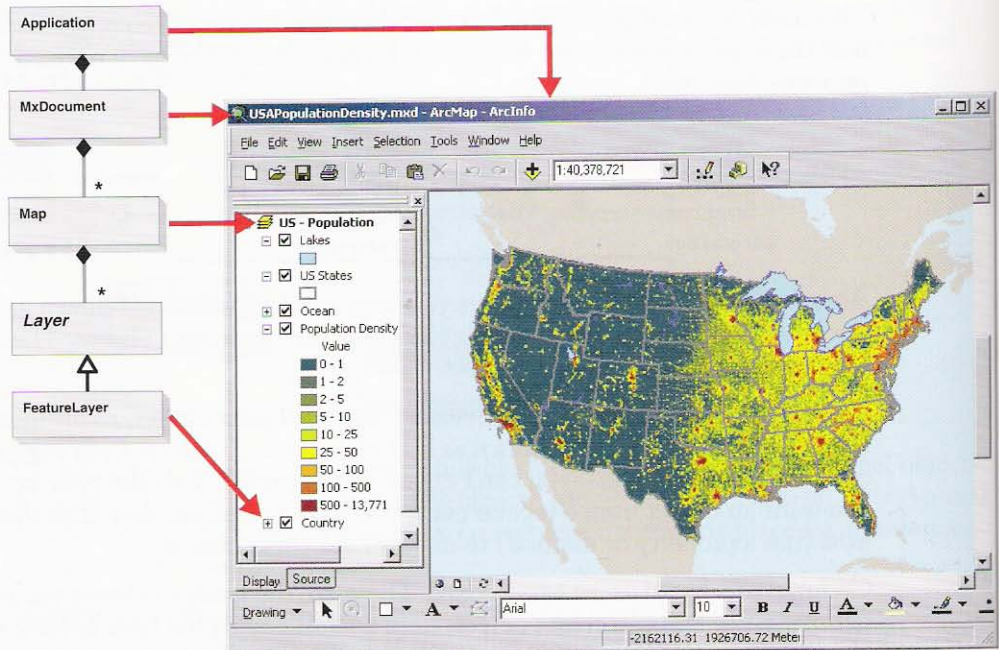 Application
MxDocument
*
Map
*
Layer
FeatureLayer
USAPopulationDensity.mxd - ArcMap - ArcInfo
File Edit View Insert Selection Tools Window Help
1:40,378,721
US - Population
Lakes
US States
Ocean
Population Density
Value
0 - 1
1 - 2
2 - 5
5 - 10
10 - 25
25 - 50
50 - 100
100 - 500
500 - 13,771
Country
Display Source
Drawing A Arial 10 B I U A
-2162116.31 1926706.72 Meter